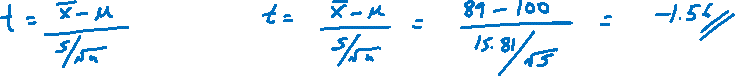 t = x̄ - μ / s/√n    t = x̄ - μ / s/√n = 89 - 100 / 15.81/√5 = -1.56